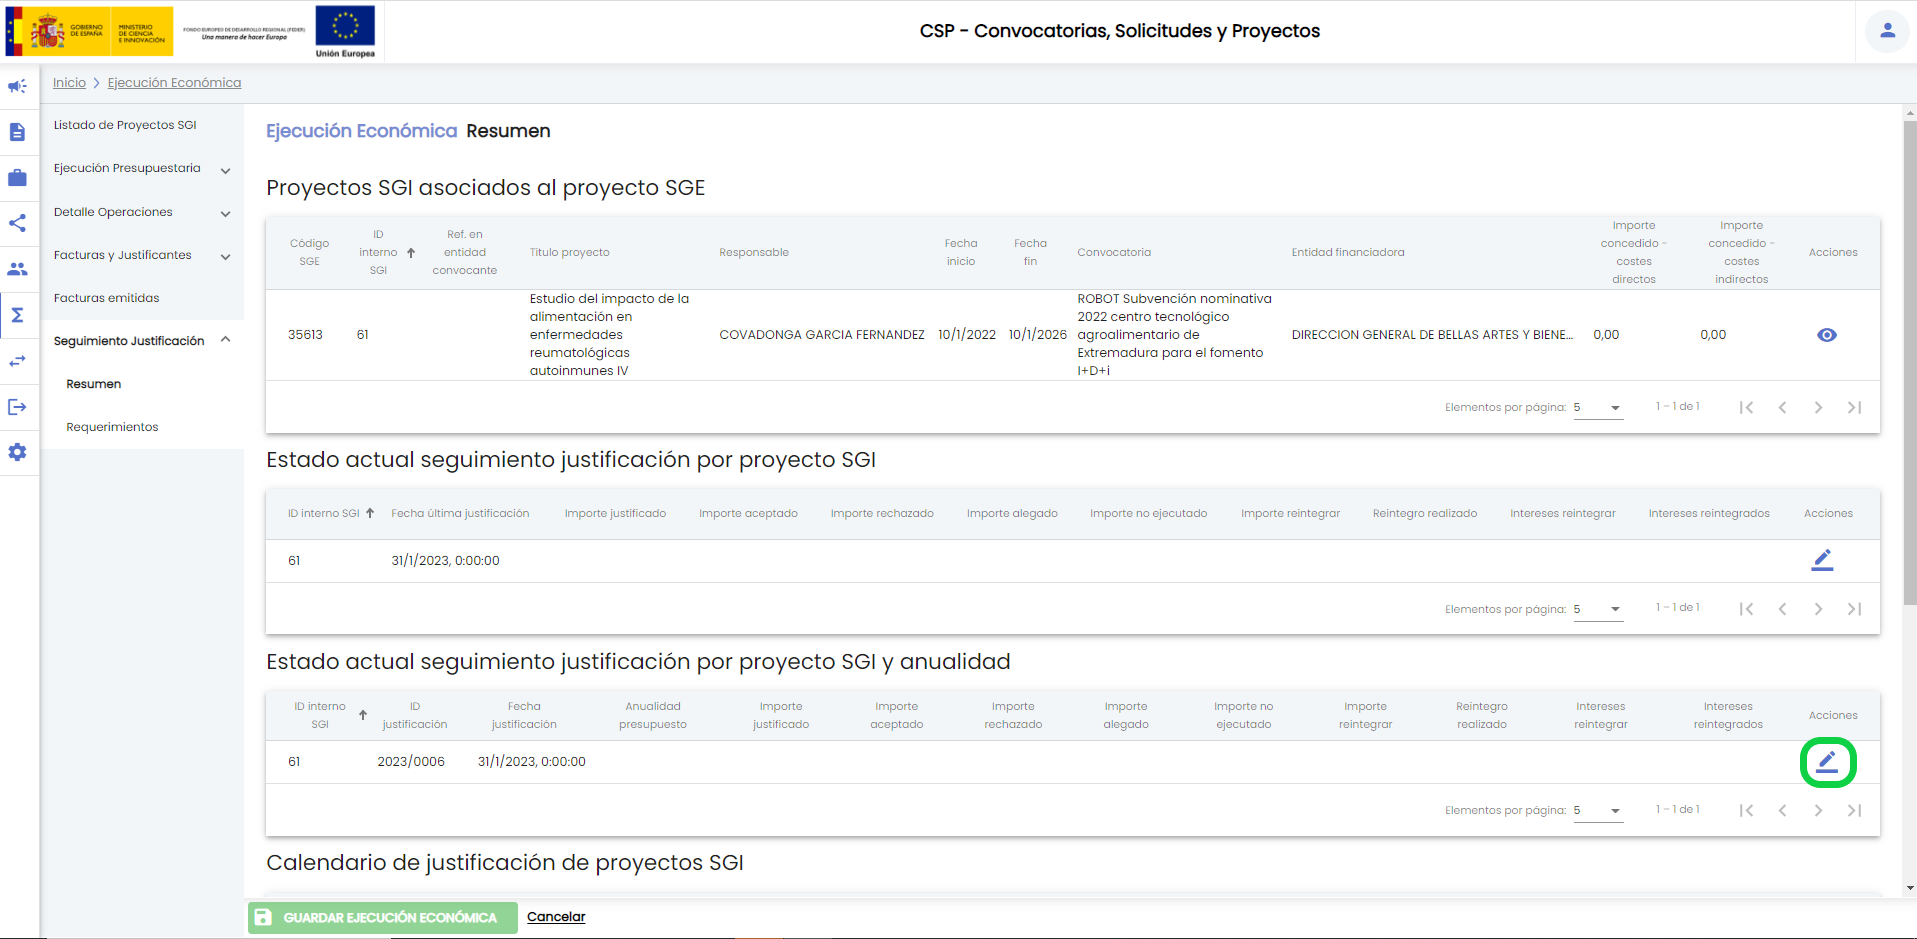 GOBIERNO DE ESPAÑA
MINISTERIO DE CIENCIA E INNOVACIÓN
FONDO EUROPEO DE DESARROLLO REGIONAL (FEDER)
Una manera de hacer Europa
Unión Europea
CSP - Convocatorias, Solicitudes y Proyectos
Inicio > Ejecución Económica
Listado de Proyectos SGI
Ejecución Presupuestaria
Detalle Operaciones
Facturas y Justificantes
Facturas emitidas
Seguimiento Justificación
Resumen
Requerimientos
Ejecución Económica Resumen
Proyectos SGI asociados al proyecto SGE
Código SGE
ID interno SGI
Ref. en entidad convocante
Título proyecto
Responsable
Fecha inicio
Fecha fin
Convocatoria
Entidad financiadora
Importe concedido - costes directos
Importe concedido - costes indirectos
Acciones
35613
61
Estudio del impacto de la alimentación en enfermedades reumatológicas autoinmunes IV
COVADONGA GARCIA FERNANDEZ
10/1/2022
10/1/2026
ROBOT Subvención nominativa 2022 centro tecnológico agroalimentario de Extremadura para el fomento I+D+i
DIRECCION GENERAL DE BELLAS ARTES Y BIENE...
0,00
0,00
Elementos por página: 5
1 – 1 de 1
Estado actual seguimiento justificación por proyecto SGI
ID interno SGI
Fecha última justificación
Importe justificado
Importe aceptado
Importe rechazado
Importe alegado
Importe no ejecutado
Importe reintegrar
Reintegro realizado
Intereses reintegrar
Intereses reintegrados
Acciones
61
31/1/2023, 0:00:00
Elementos por página: 5
1 – 1 de 1
Estado actual seguimiento justificación por proyecto SGI y anualidad
ID interno SGI
ID justificación
Fecha justificación
Anualidad presupuesto
Importe justificado
Importe aceptado
Importe rechazado
Importe alegado
Importe no ejecutado
Importe reintegrar
Reintegro realizado
Intereses reintegrar
Intereses reintegrados
Acciones
61
2023/0006
31/1/2023, 0:00:00
Elementos por página: 5
1 – 1 de 1
Calendario de justificación de proyectos SGI
GUARDAR EJECUCIÓN ECONÓMICA
Cancelar